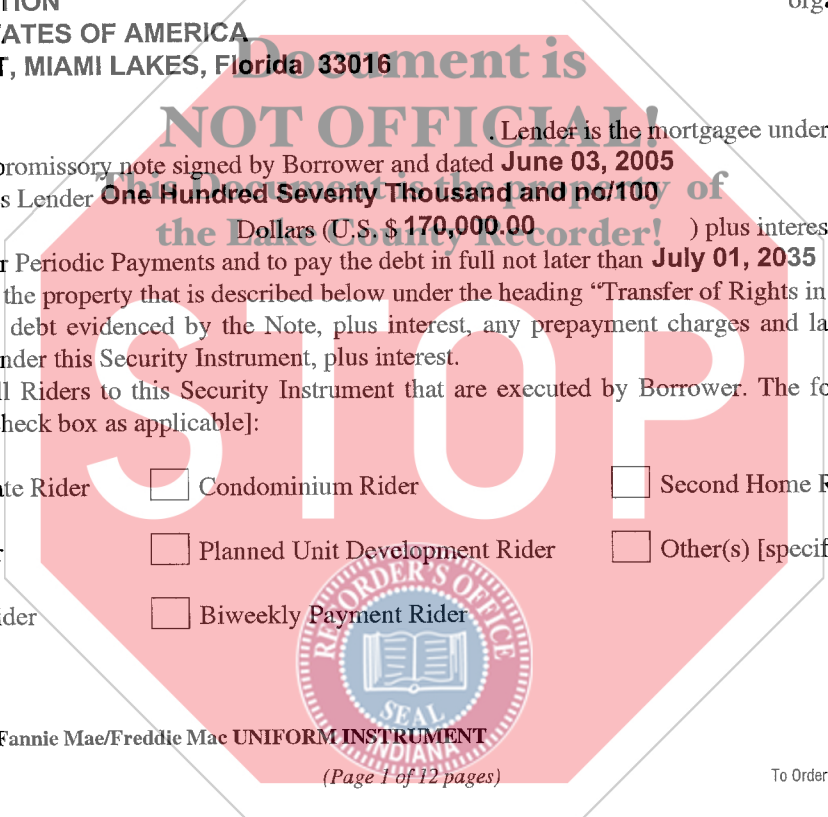 TION
TATES OF AMERICA
T, MIAMI LAKES, Florida 33016
Document is
NOT OFFICIAL!
. Lender is the mortgagee under
promissory note signed by Borrower and dated June 03, 2005
s Lender One Hundred Seventy Thousand and no/100
This Document is the property of
Dollars (U.S. $ 170,000.00 ) plus interes
the Lake County Recorder!
r Periodic Payments and to pay the debt in full not later than July 01, 2035
the property that is described below under the heading “Transfer of Rights in
debt evidenced by the Note, plus interest, any prepayment charges and la
nder this Security Instrument, plus interest.
ll Riders to this Security Instrument that are executed by Borrower. The fo
heck box as applicable]:
STOP
te Rider Condominium Rider Second Home R
Planned Unit Development Rider Other(s) [specif
ider Biweekly Payment Rider
RECORDER'S OFFICE
SEAL
INDIANA
Fannie Mae/Freddie Mac UNIFORM INSTRUMENT
(Page 1 of 12 pages)
To Order